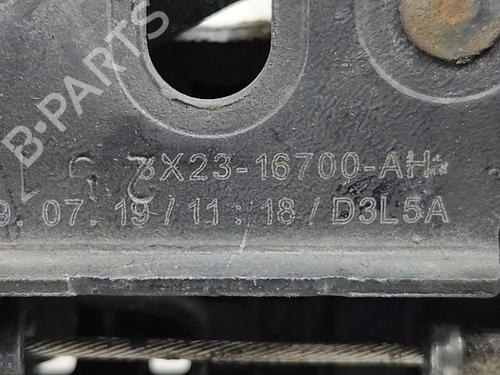 B-PARTS
8X23-16700-AH
9. 07. 19 / 11 : 18 / D3L5A